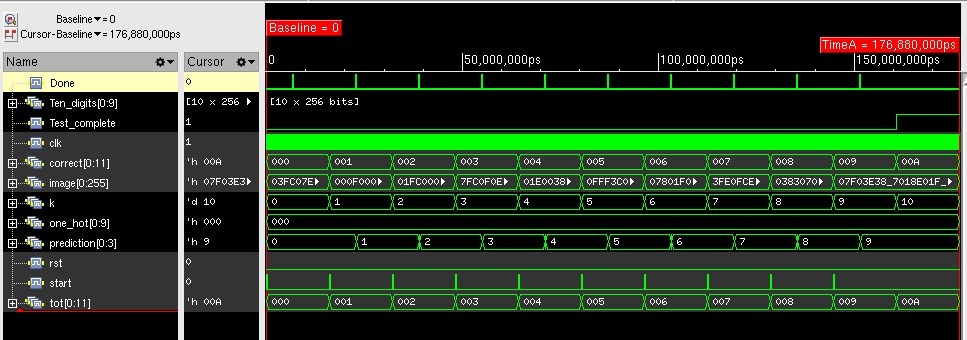 Baseline▼= 0
Cursor-Baseline▼= 176,880,000ps
Baseline = 0
TimeA = 176,880,000ps
Name Cursor 0 50,000,000ps 100,000,000ps 150,000,000ps
Done 0
Ten_digits[0:9] [10 x 256 [10 x 256 bits]
Test_complete 1
clk 1
correct[0:11] 'h 00A 000 001 002 003 004 005 006 007 008 009 00A
image[0:255] 'h 07F03E3 03FC07E 000F000 01FC000 7FC0F0E 01E0038 0FFF3C0 07801F0 3FE0FCE 0383070 07F03E38_7018E01F_
k 'd 10 0 1 2 3 4 5 6 7 8 9 10
one_hot[0:9] 'h 000 000
prediction[0:3] 'h 9 0 1 2 3 4 5 6 7 8 9
rst 0
start 0
tot[0:11] 'h 00A 000 001 002 003 004 005 006 007 008 009 00A